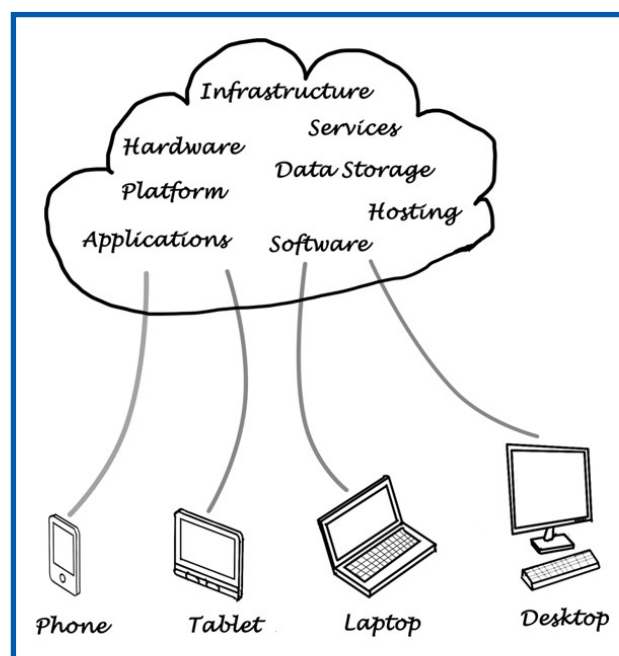 Infrastructure
Services
Hardware
Data Storage
Platform
Hosting
Applications
Software
Phone
Tablet
Laptop
Desktop